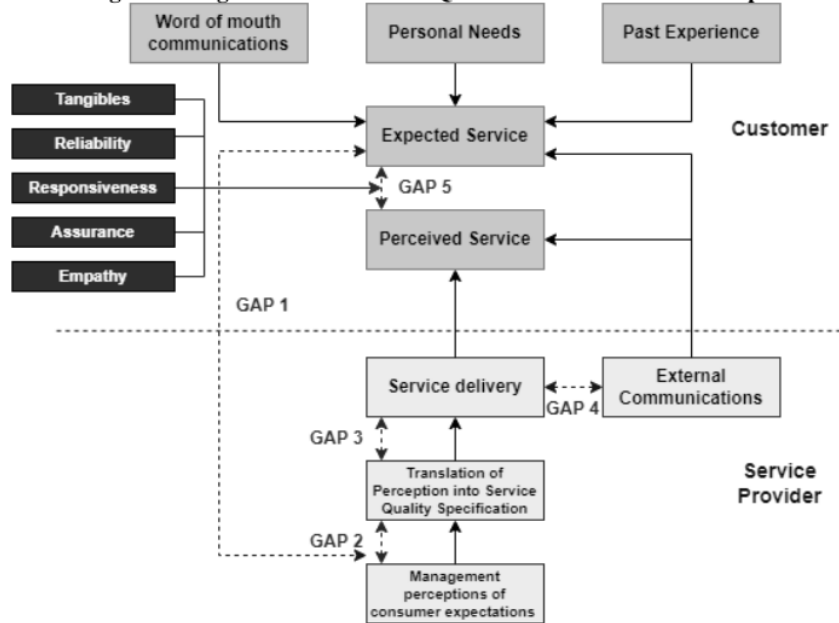 Word of mouth
communications
Personal Needs
Past Experience
Tangibles
Reliability
Responsiveness
Assurance
Empathy
Expected Service
Customer
GAP 5
Perceived Service
GAP 1
Service delivery
GAP 4
External
Communications
GAP 3
Translation of
Perception into Service
Quality Specification
Service
Provider
GAP 2
Management
perceptions of
consumer expectations